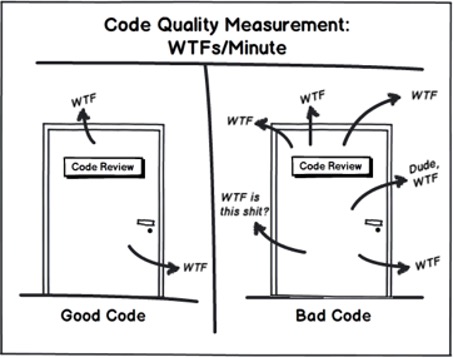 Code Quality Measurement:
WTFs/Minute
WTF
Code Review
WTF
Good Code
WTF
WTF
WTF
Code Review
Dude,
WTF
WTF is
this shit?
WTF
Bad Code